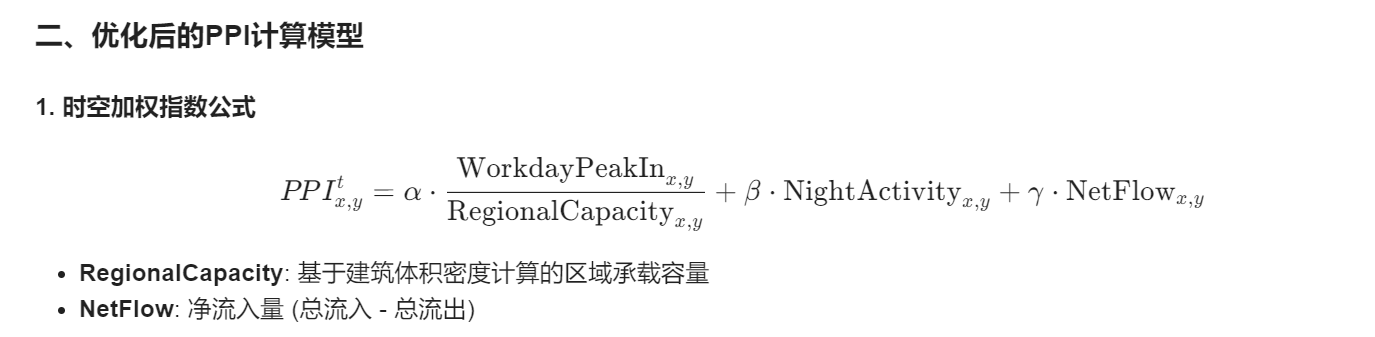 二、优化后的PPI计算模型
1. 时空加权指数公式
$PPI^{t}_{x,y} = \alpha \cdot \frac{\text{WorkdayPeakIn}_{x,y}}{\text{RegionalCapacity}_{x,y}} + \beta \cdot \text{NightActivity}_{x,y} + \gamma \cdot \text{NetFlow}_{x,y}$
• RegionalCapacity: 基于建筑体积密度计算的区域承载容量
• NetFlow: 净流入量 (总流入 - 总流出)